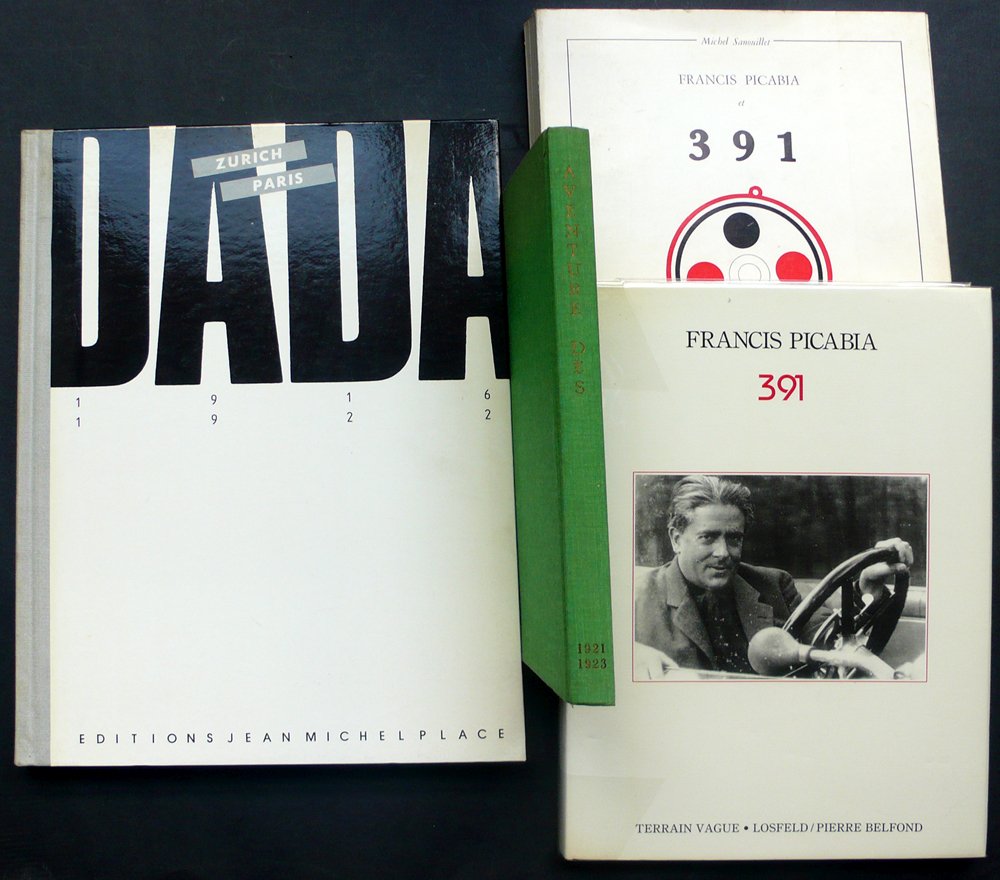 DADA
ZURICH
PARIS
1 9 1 6
1 9 2 2
EDITIONS JEAN MICHEL PLACE
Michel Sanouillet
FRANCIS PICABIA
et
391
AVENTURE DES
1921
1923
FRANCIS PICABIA
391
TERRAIN VAGUE • LOSFELD/PIERRE BELFOND